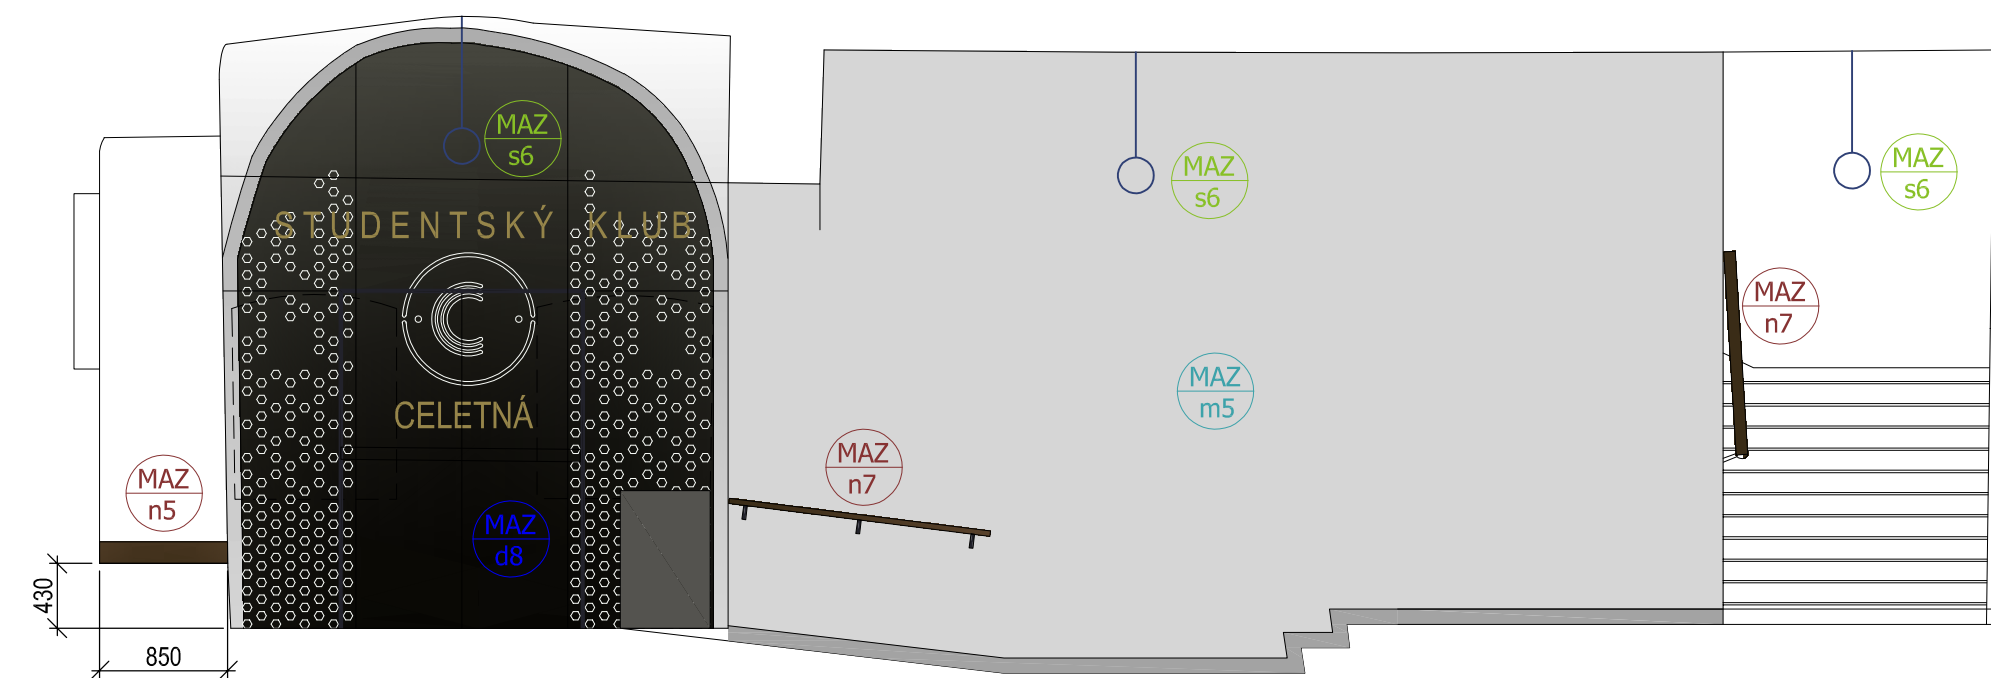 MAZ
s6
MAZ
s6
MAZ
s6
STUDENTSKÝ KLUB
C
CELETNÁ
MAZ
n7
MAZ
m5
MAZ
n7
MAZ
n5
MAZ
d8
430
850